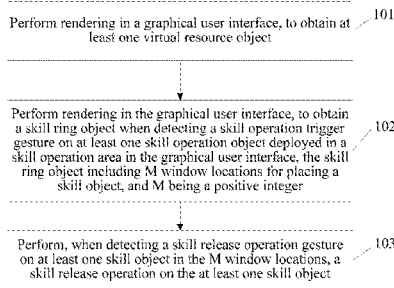 Perform rendering in a graphical user interface, to obtain at
least one virtual resource object
101
Perform rendering in the graphical user interface, to obtain
a skill ring object when detecting a skill operation trigger
gesture on at least one skill operation object deployed in a
skill operation area in the graphical user interface, the skill
ring object including M window locations for placing
a skill object, and M being a positive integer
102
Perform, when detecting a skill release operation gesture
on at least one skill object in the M window locations, a
skill release operation on the at least one skill object
103